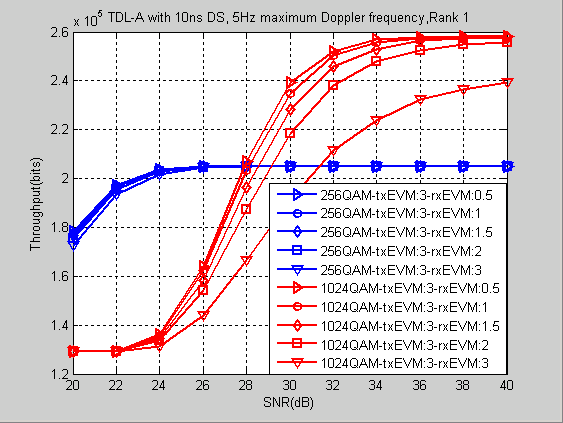 x 10^5 TDL-A with 10ns DS, 5Hz maximum Doppler frequency,Rank 1
2.6
2.4
2.2
2
1.8
1.6
1.4
1.2
Throughput(bits)
256QAM-txEVM:3-rxEVM:0.5
256QAM-txEVM:3-rxEVM:1
256QAM-txEVM:3-rxEVM:1.5
256QAM-txEVM:3-rxEVM:2
256QAM-txEVM:3-rxEVM:3
1024QAM-txEVM:3-rxEVM:0.5
1024QAM-txEVM:3-rxEVM:1
1024QAM-txEVM:3-rxEVM:1.5
1024QAM-txEVM:3-rxEVM:2
1024QAM-txEVM:3-rxEVM:3
20 22 24 26 28 30 32 34 36 38 40
SNR(dB)